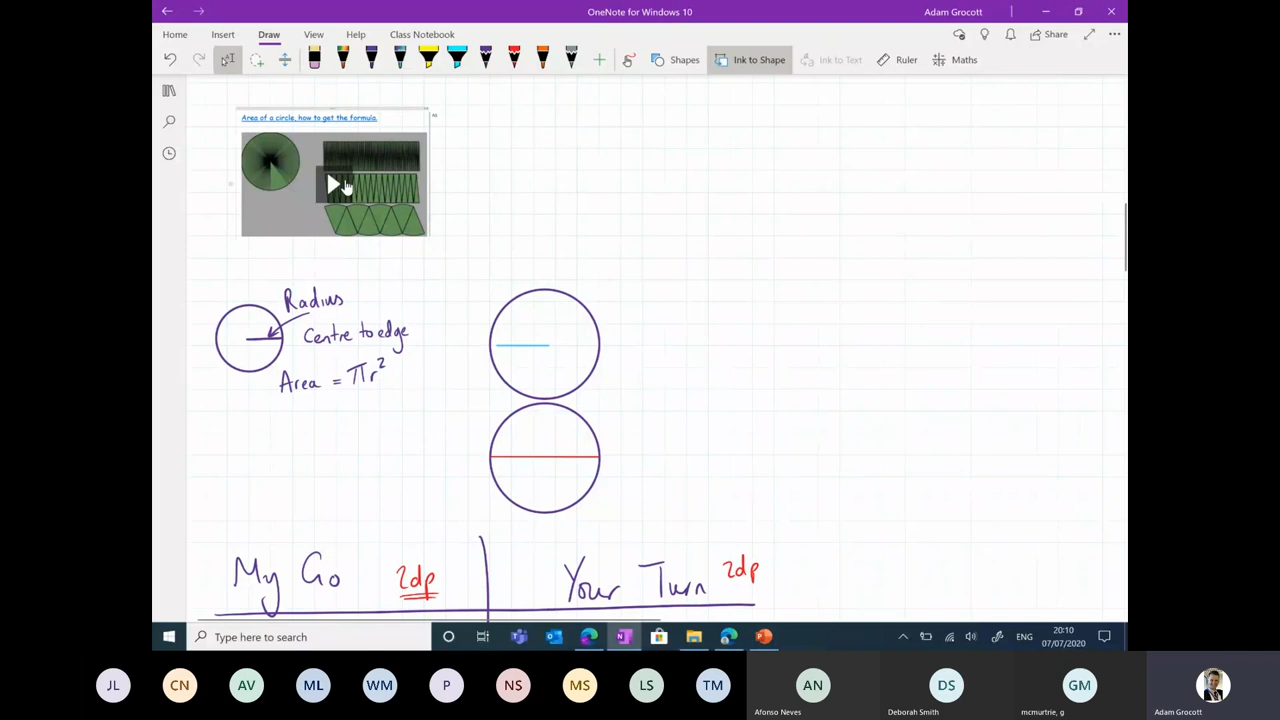 OneNote for Windows 10
Adam Grocott
Home Insert Draw View Help Class Notebook
Share
Shapes Ink to Shape Ink to Text Ruler Maths
Area of a circle, how to get the formula.
Radius
Centre to edge
Area = πr²
My Go 2dp
Your Turn 2dp
Type here to search
ENG
20:10
07/07/2020
JL CN AV ML WM P NS MS LS TM AN DS GM
Afonso Neves Deborah Smith mcmurtrie, g Adam Grocott